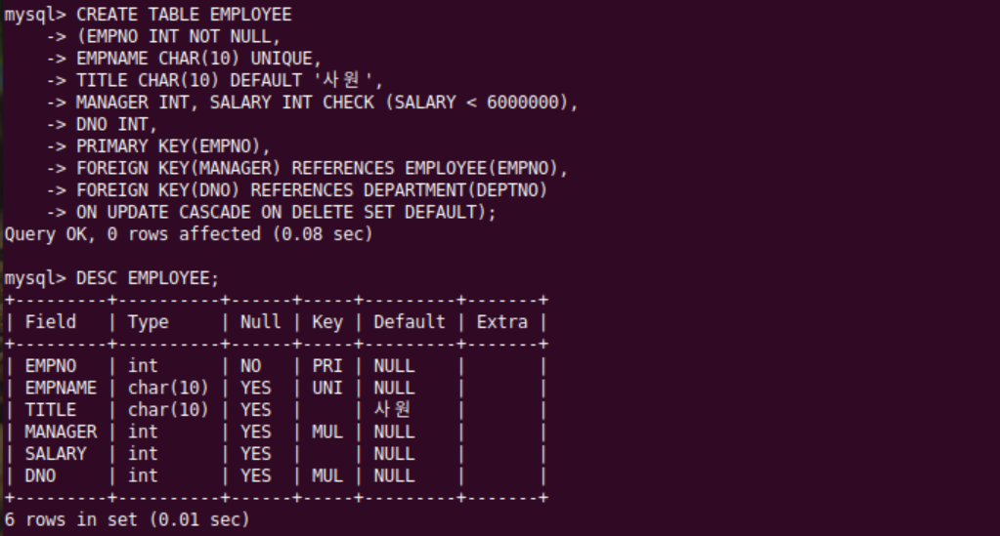 mysql> CREATE TABLE EMPLOYEE
    -> (EMPNO INT NOT NULL,
    -> EMPNAME CHAR(10) UNIQUE,
    -> TITLE CHAR(10) DEFAULT '사원',
    -> MANAGER INT, SALARY INT CHECK (SALARY < 6000000),
    -> DNO INT,
    -> PRIMARY KEY(EMPNO),
    -> FOREIGN KEY(MANAGER) REFERENCES EMPLOYEE(EMPNO),
    -> FOREIGN KEY(DNO) REFERENCES DEPARTMENT(DEPTNO)
    -> ON UPDATE CASCADE ON DELETE SET DEFAULT);
Query OK, 0 rows affected (0.08 sec)

mysql> DESC EMPLOYEE;
+---------+----------+------+-----+---------+-------+
| Field   | Type     | Null | Key | Default | Extra |
+---------+----------+------+-----+---------+-------+
| EMPNO   | int      | NO   | PRI | NULL    |       |
| EMPNAME | char(10) | YES  | UNI | NULL    |       |
| TITLE   | char(10) | YES  |     | 사원    |       |
| MANAGER | int      | YES  | MUL | NULL    |       |
| SALARY  | int      | YES  |     | NULL    |       |
| DNO     | int      | YES  | MUL | NULL    |       |
+---------+----------+------+-----+---------+-------+
6 rows in set (0.01 sec)